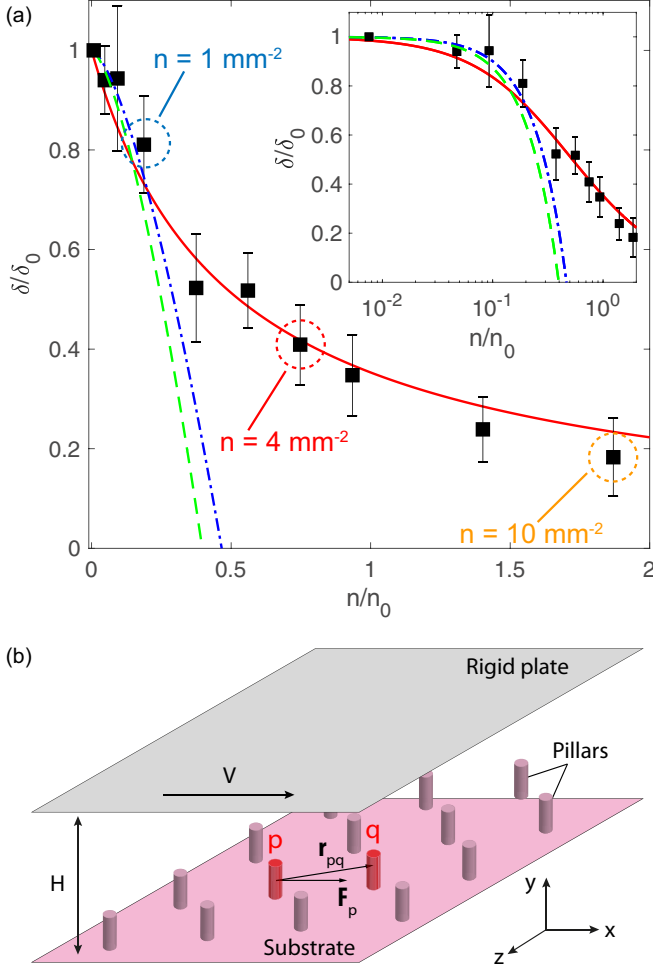 (a)
n = 1 mm⁻²
n = 4 mm⁻²
n = 10 mm⁻²
δ/δ₀
1
0.8
0.6
0.4
0.2
0
0
0.5
1
1.5
2
n/n₀
δ/δ₀
1
0.8
0.6
0.4
0.2
0
10⁻²
10⁻¹
10⁰
n/n₀
(b)
Rigid plate
V
Pillars
H
p
q
r_pq
F_p
Substrate
y
x
z